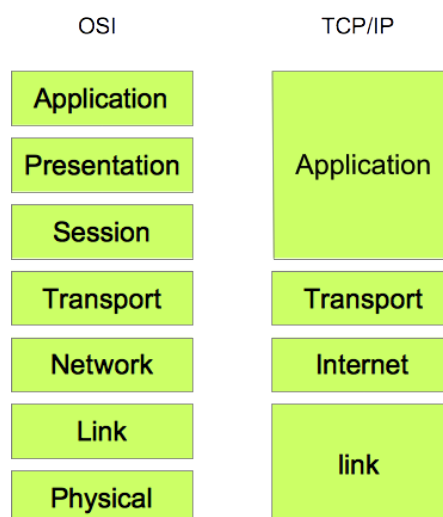 OSI
TCP/IP
Application
Presentation
Session
Transport
Network
Link
Physical
Application
Transport
Internet
link